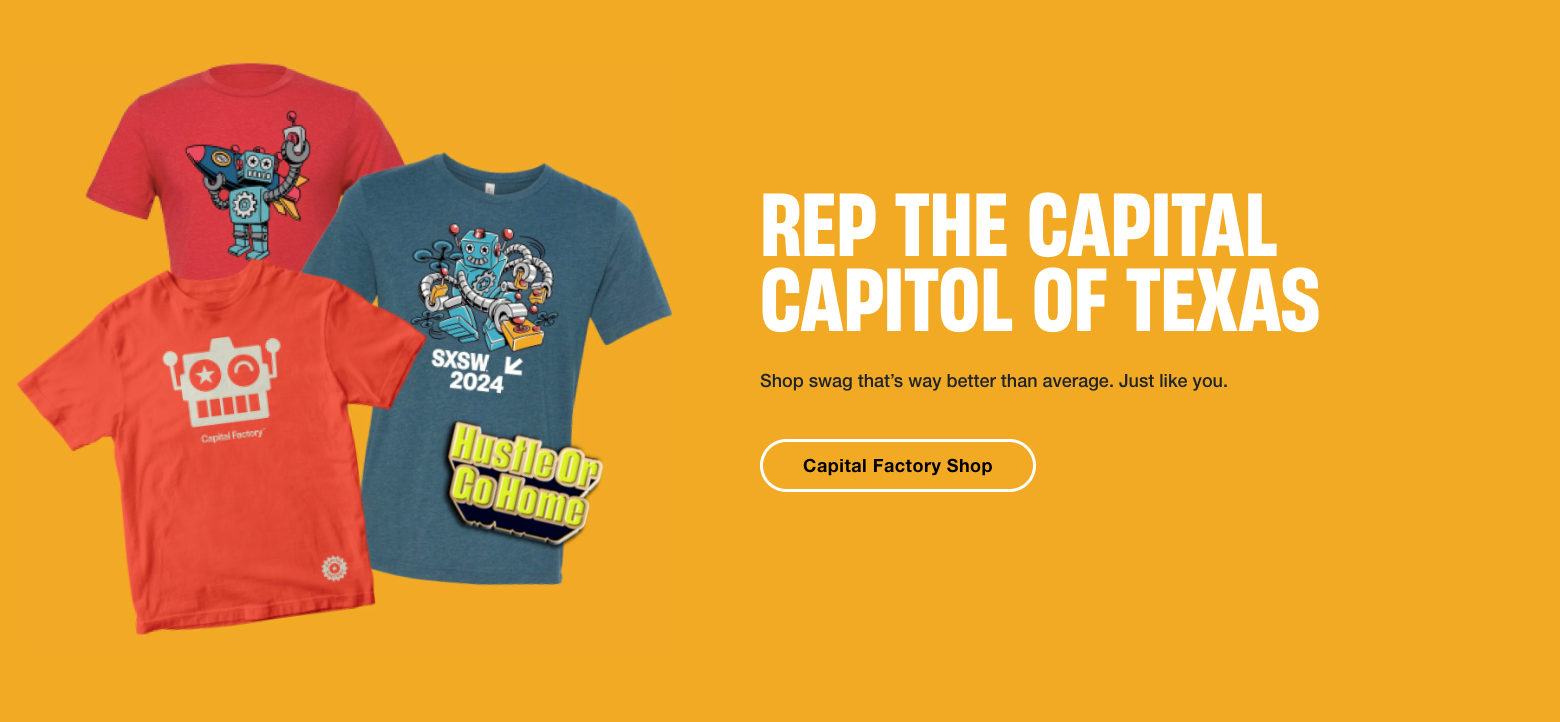 REP THE CAPITAL
CAPITOL OF TEXAS
Shop swag that’s way better than average. Just like you.
Capital Factory Shop
SXSW
2024
Capital Factory
Hustle Or
Go Home